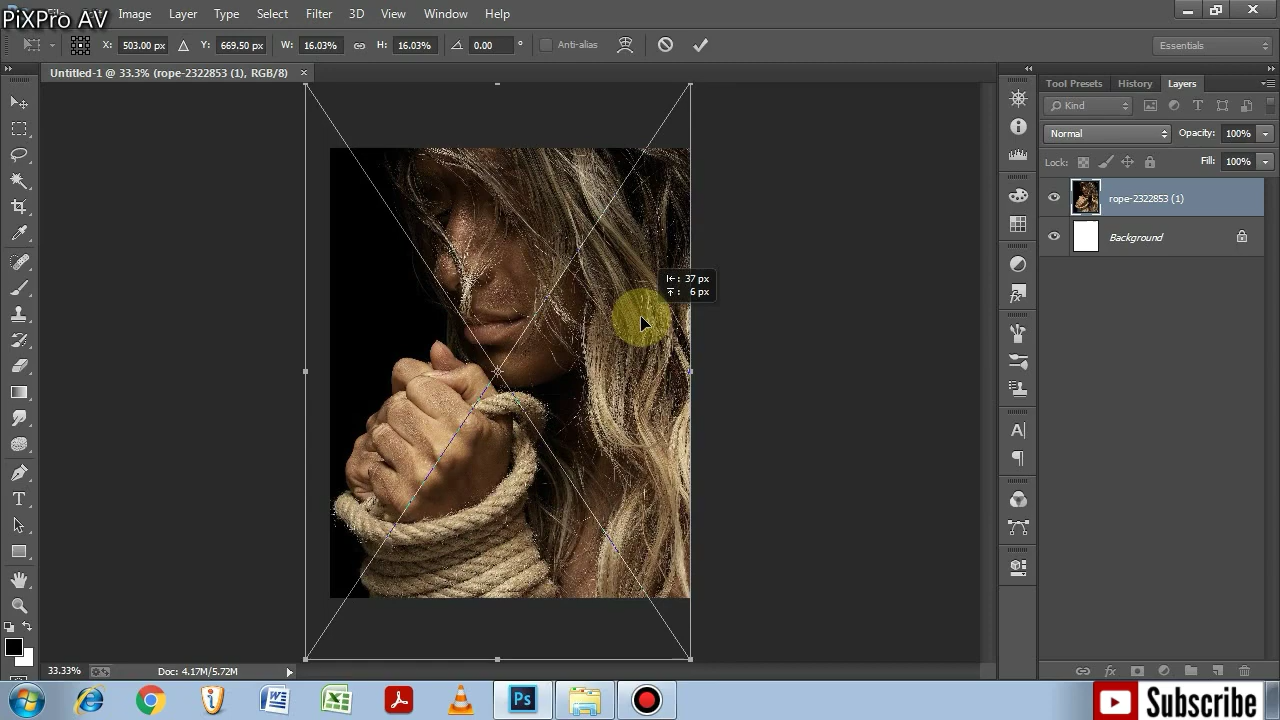 PiXPro AV
File Edit Image Layer Type Select Filter 3D View Window Help
X: 503.00 px Y: 669.50 px W: 16.03% H: 16.03% 0.00 ° Anti-alias Essentials
Untitled-1 @ 33.3% (rope-2322853 (1), RGB/8) ×
Tool Presets History Layers
Kind
Normal Opacity: 100%
Lock: Fill: 100%
rope-2322853 (1)
Background
37 px
6 px
33.33% Doc: 4.17M/5.72M
Ps
Subscribe